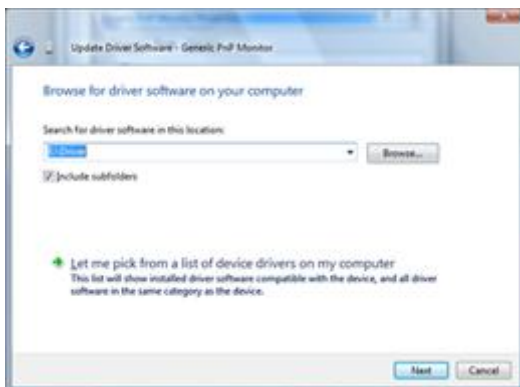 Update Driver Software - Generic PnP Monitor
Browse for driver software on your computer
Search for driver software in this location:
D:\Driver
Browse...
Include subfolders
Let me pick from a list of device drivers on my computer
This list will show installed driver software compatible with the device, and all driver
software in the same category as the device.
Next
Cancel